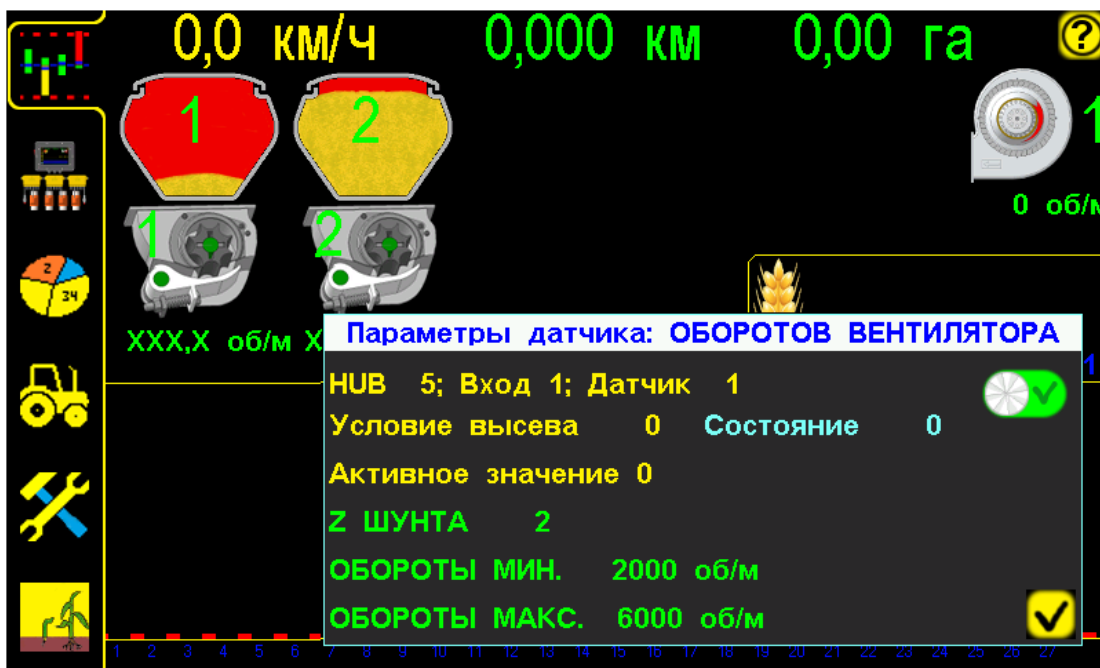 0,0 км/ч 0,000 км 0,00 га ?
1 2 1
0 об/м
1 2
2
34
XXX,X об/м X
Параметры датчика: ОБОРОТОВ ВЕНТИЛЯТОРА
1
HUB 5; Вход 1; Датчик 1
Условие высева 0 Состояние 0
Активное значение 0
Z ШУНТА 2
ОБОРОТЫ МИН. 2000 об/м
ОБОРОТЫ МАКС. 6000 об/м
1 2 3 4 5 6 7 8 9 10 11 12 13 14 15 16 17 18 19 20 21 22 23 24 25 26 27